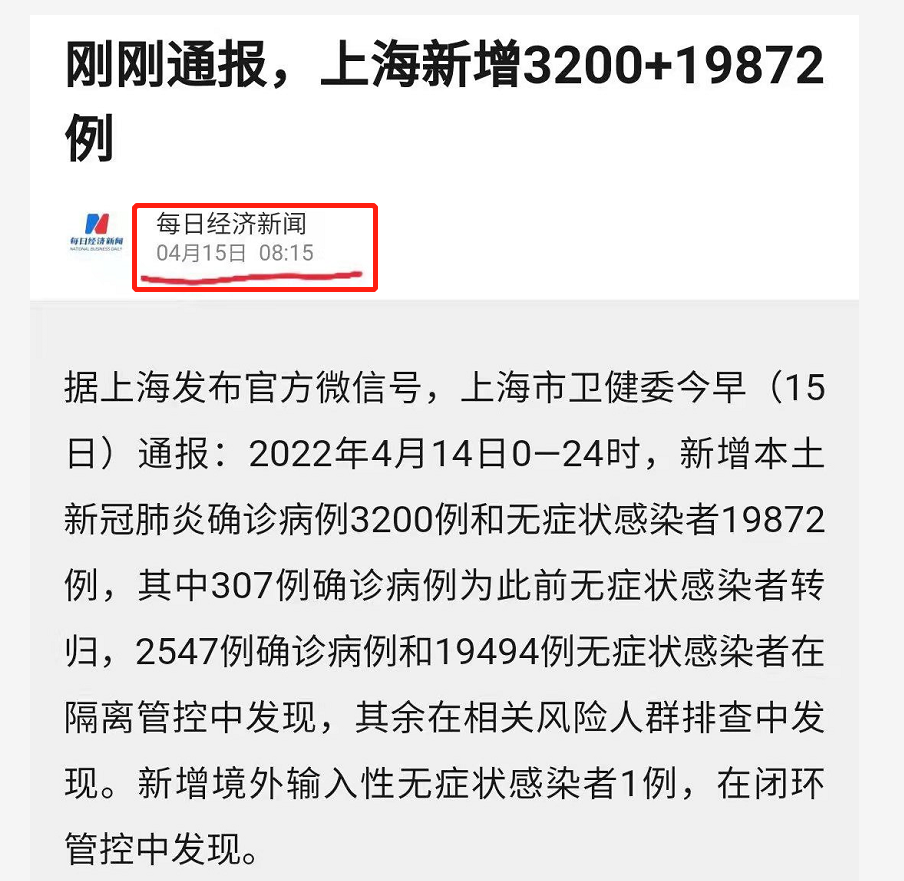 刚刚通报，上海新增3200+19872
例
每日经济新闻
每日经济新闻
NATIONAL BUSINESS DAILY
04月15日 08:15
据上海发布官方微信号，上海市卫健委今早（15
日）通报：2022年4月14日0—24时，新增本土
新冠肺炎确诊病例3200例和无症状感染者19872
例，其中307例确诊病例为此前无症状感染者转
归，2547例确诊病例和19494例无症状感染者在
隔离管控中发现，其余在相关风险人群排查中发
现。新增境外输入性无症状感染者1例，在闭环
管控中发现。